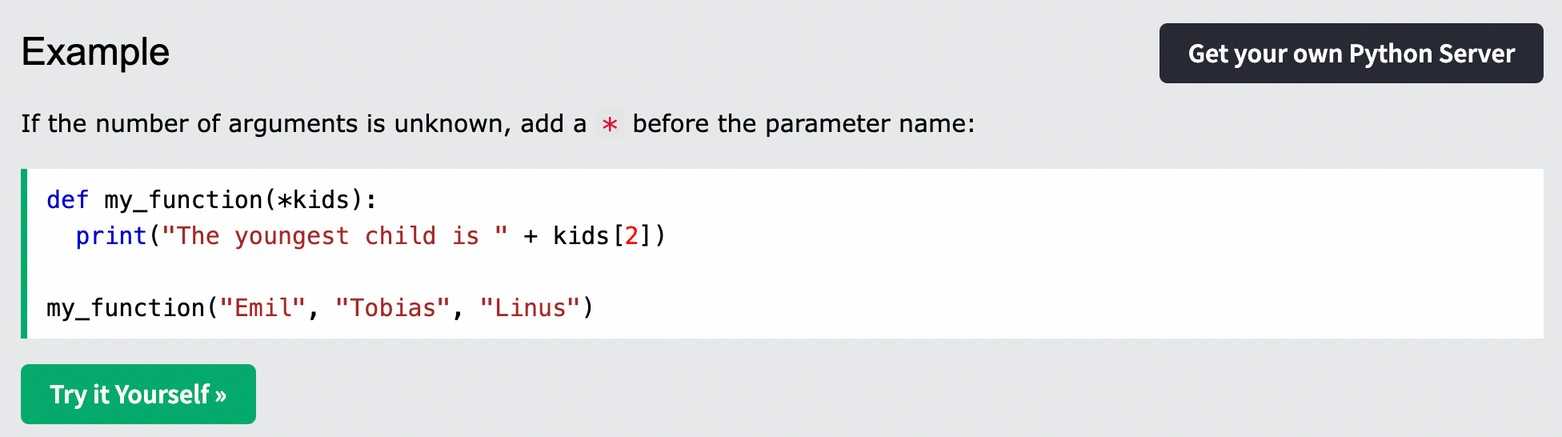 Example
Get your own Python Server
If the number of arguments is unknown, add a * before the parameter name:
def my_function(*kids):
  print("The youngest child is " + kids[2])
my_function("Emil", "Tobias", "Linus")
Try it Yourself »